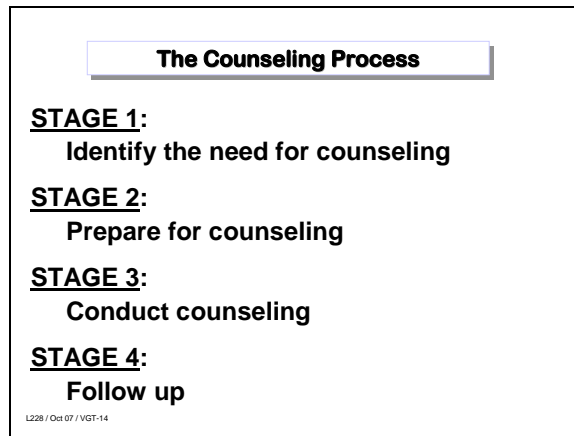 The Counseling Process
STAGE 1:
Identify the need for counseling
STAGE 2:
Prepare for counseling
STAGE 3:
Conduct counseling
STAGE 4:
Follow up
L228 / Oct 07 / VGT-14